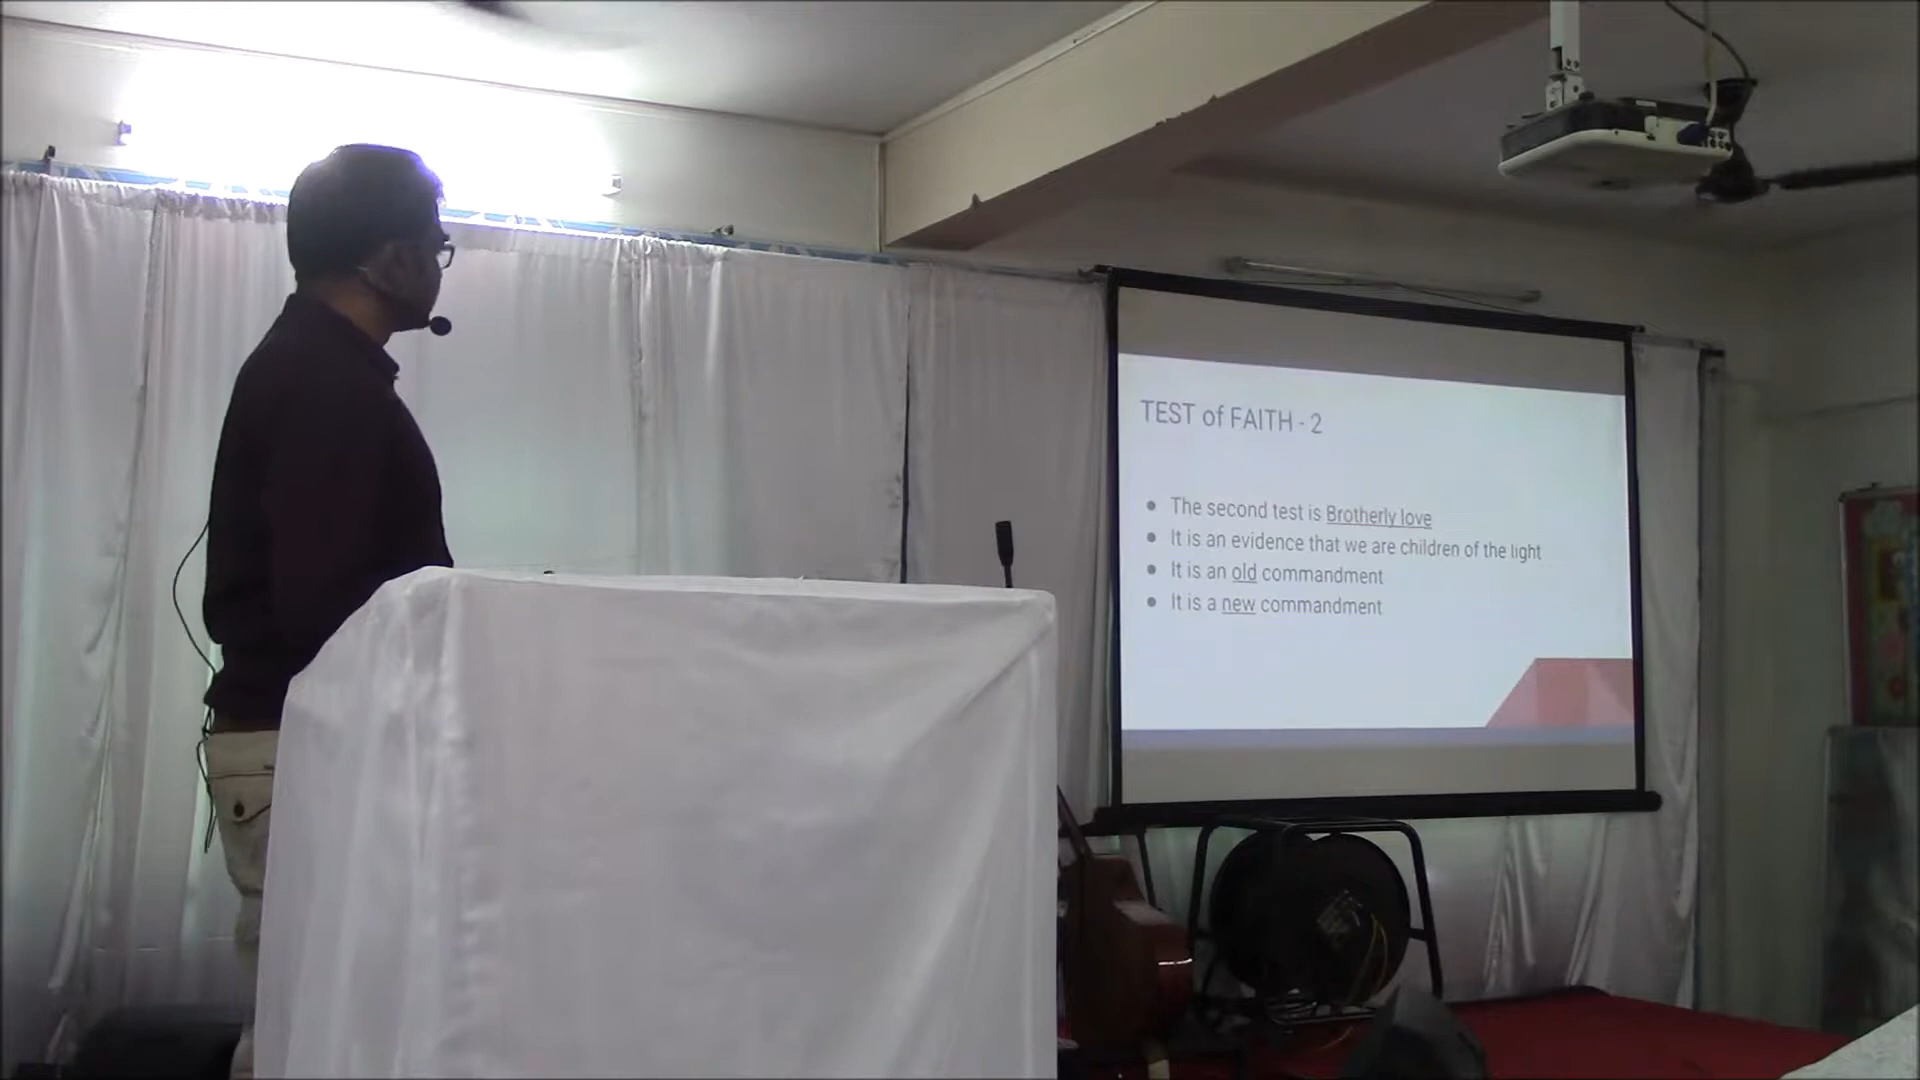 TEST of FAITH - 2
● The second test is Brotherly love
● It is an evidence that we are children of the light
● It is an old commandment
● It is a new commandment